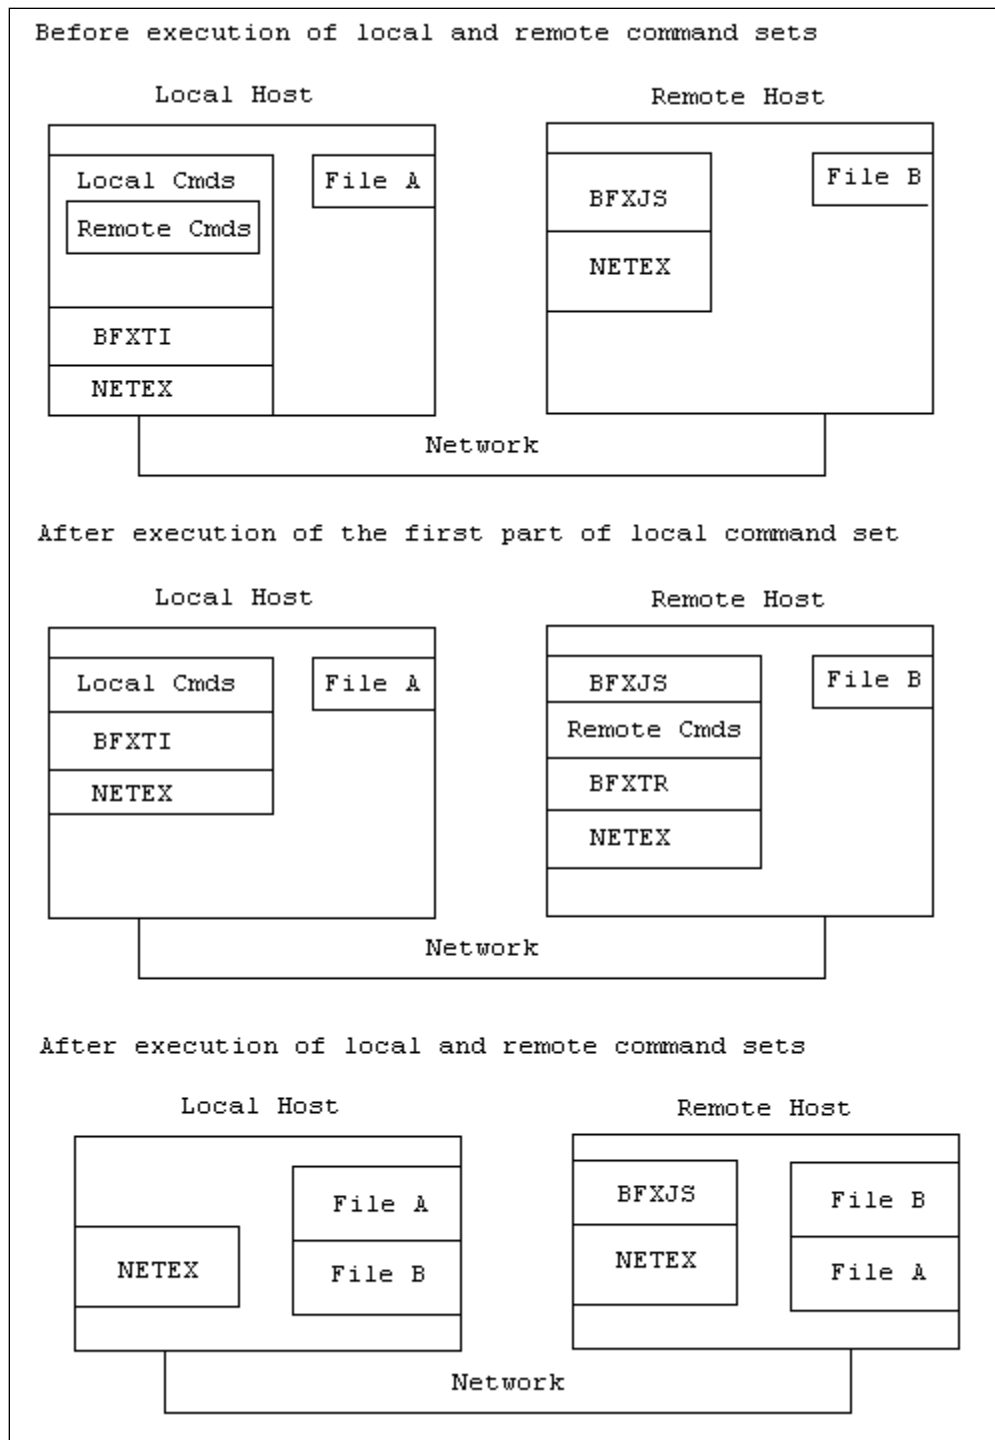 Before execution of local and remote command sets
Local Host
Remote Host
Local Cmds
Remote Cmds
BFXTI
NETEX
File A
BFXJS
NETEX
File B
Network
After execution of the first part of local command set
Local Host
Remote Host
Local Cmds
BFXTI
NETEX
File A
BFXJS
Remote Cmds
BFXTR
NETEX
File B
Network
After execution of local and remote command sets
Local Host
Remote Host
NETEX
File A
File B
BFXJS
NETEX
File B
File A
Network